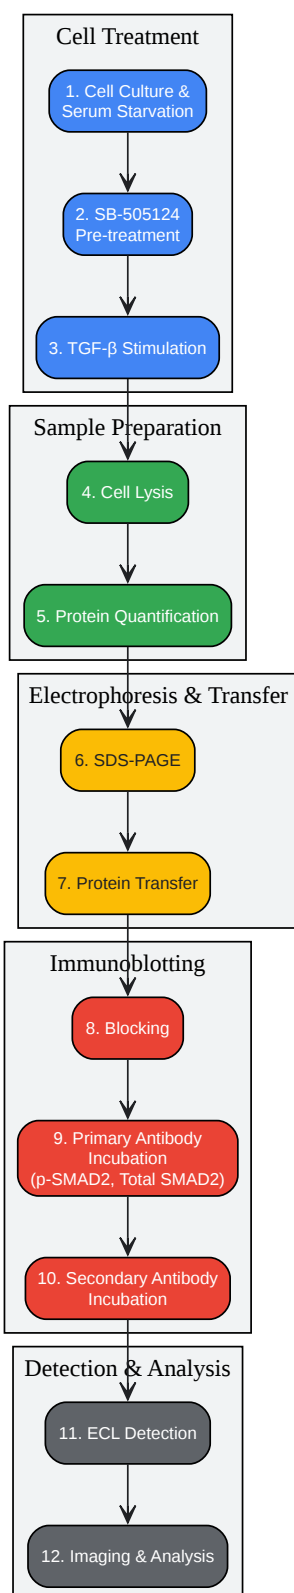 Cell Treatment
1. Cell Culture &
Serum Starvation
2. SB-505124
Pre-treatment
3. TGF-β Stimulation
Sample Preparation
4. Cell Lysis
5. Protein Quantification
Electrophoresis & Transfer
6. SDS-PAGE
7. Protein Transfer
Immunoblotting
8. Blocking
9. Primary Antibody
Incubation
(p-SMAD2, Total SMAD2)
10. Secondary Antibody
Incubation
Detection & Analysis
11. ECL Detection
12. Imaging & Analysis